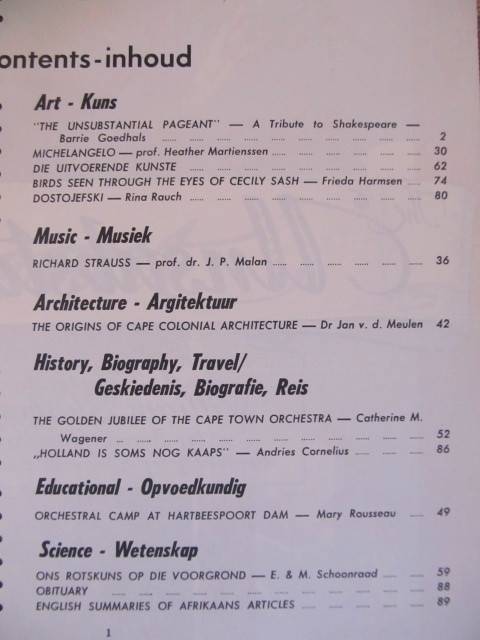 ontents-inhoud
Art - Kuns
"THE UNSUBSTANTIAL PAGEANT" — A Tribute to Shakespeare —
Barrie Goedhals ...... 2
MICHELANGELO — prof. Heather Martienssen ...... 30
DIE UITVOERENDE KUNSTE ...... 62
BIRDS SEEN THROUGH THE EYES OF CECILY SASH — Frieda Harmsen ...... 74
DOSTOJEFSKI — Rina Rauch ...... 80
Music - Musiek
RICHARD STRAUSS — prof. dr. J. P. Malan ...... 36
Architecture - Argitektuur
THE ORIGINS OF CAPE COLONIAL ARCHITECTURE — Dr Jan v. d. Meulen 42
History, Biography, Travel/
Geskiedenis, Biografie, Reis
THE GOLDEN JUBILEE OF THE CAPE TOWN ORCHESTRA — Catherine M.
Wagener ...... 52
„HOLLAND IS SOMS NOG KAAPS" — Andries Cornelius ...... 86
Educational - Opvoedkundig
ORCHESTRAL CAMP AT HARTBEESPOORT DAM — Mary Rousseau ...... 49
Science - Wetenskap
ONS ROTSKUNS OP DIE VOORGROND — E. & M. Schoonraad ...... 59
OBITUARY ...... 88
ENGLISH SUMMARIES OF AFRIKAANS ARTICLES ...... 89
1